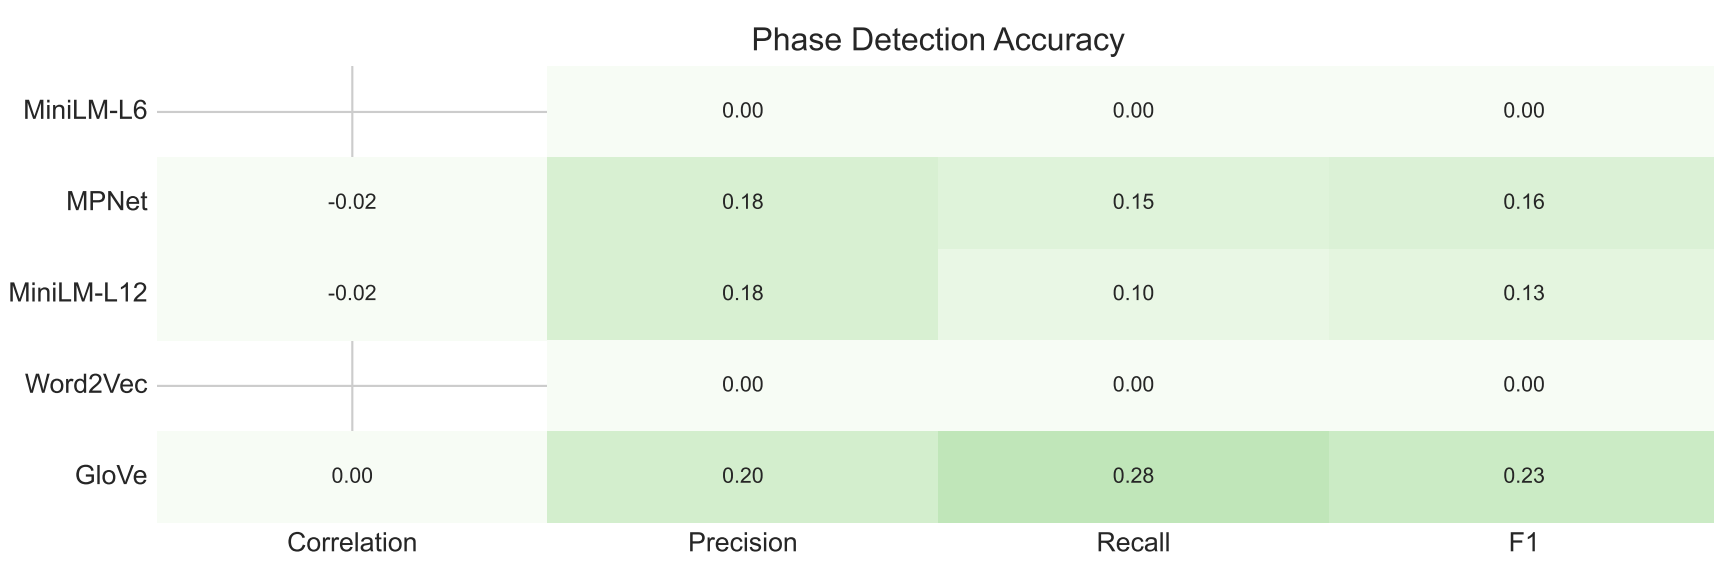 Phase Detection Accuracy
MiniLM-L6 0.00 0.00 0.00
MPNet -0.02 0.18 0.15 0.16
MiniLM-L12 -0.02 0.18 0.10 0.13
Word2Vec 0.00 0.00 0.00
GloVe 0.00 0.20 0.28 0.23
Correlation Precision Recall F1